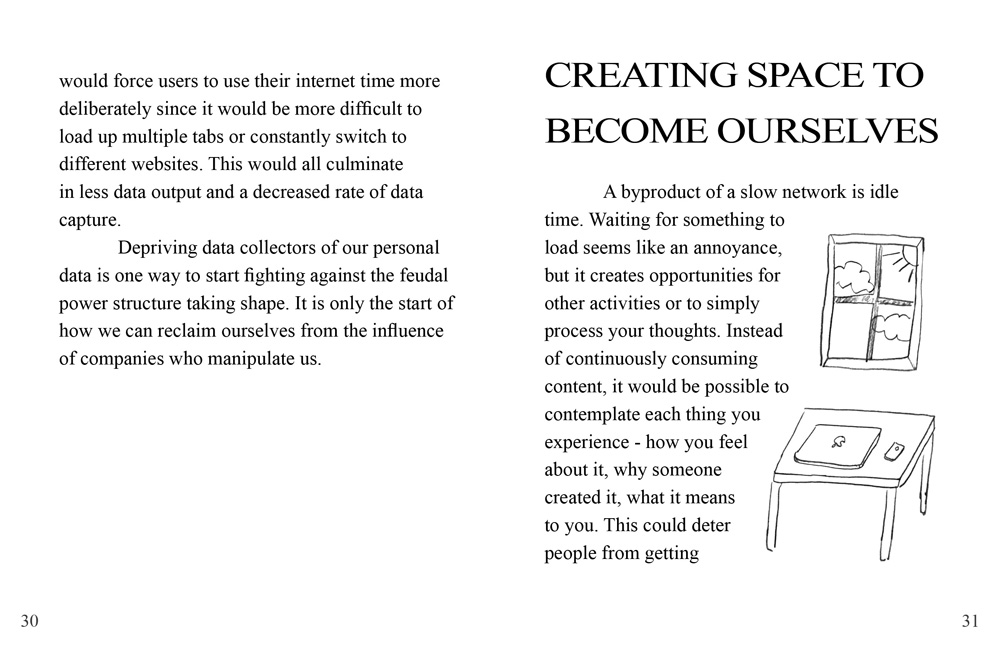 would force users to use their internet time more
deliberately since it would be more difficult to
load up multiple tabs or constantly switch to
different websites. This would all culminate
in less data output and a decreased rate of data
capture.
Depriving data collectors of our personal
data is one way to start fighting against the feudal
power structure taking shape. It is only the start of
how we can reclaim ourselves from the influence
of companies who manipulate us.
30
CREATING SPACE TO
BECOME OURSELVES
A byproduct of a slow network is idle
time. Waiting for something to
load seems like an annoyance,
but it creates opportunities for
other activities or to simply
process your thoughts. Instead
of continuously consuming
content, it would be possible to
contemplate each thing you
experience - how you feel
about it, why someone
created it, what it means
to you. This could deter
people from getting
31